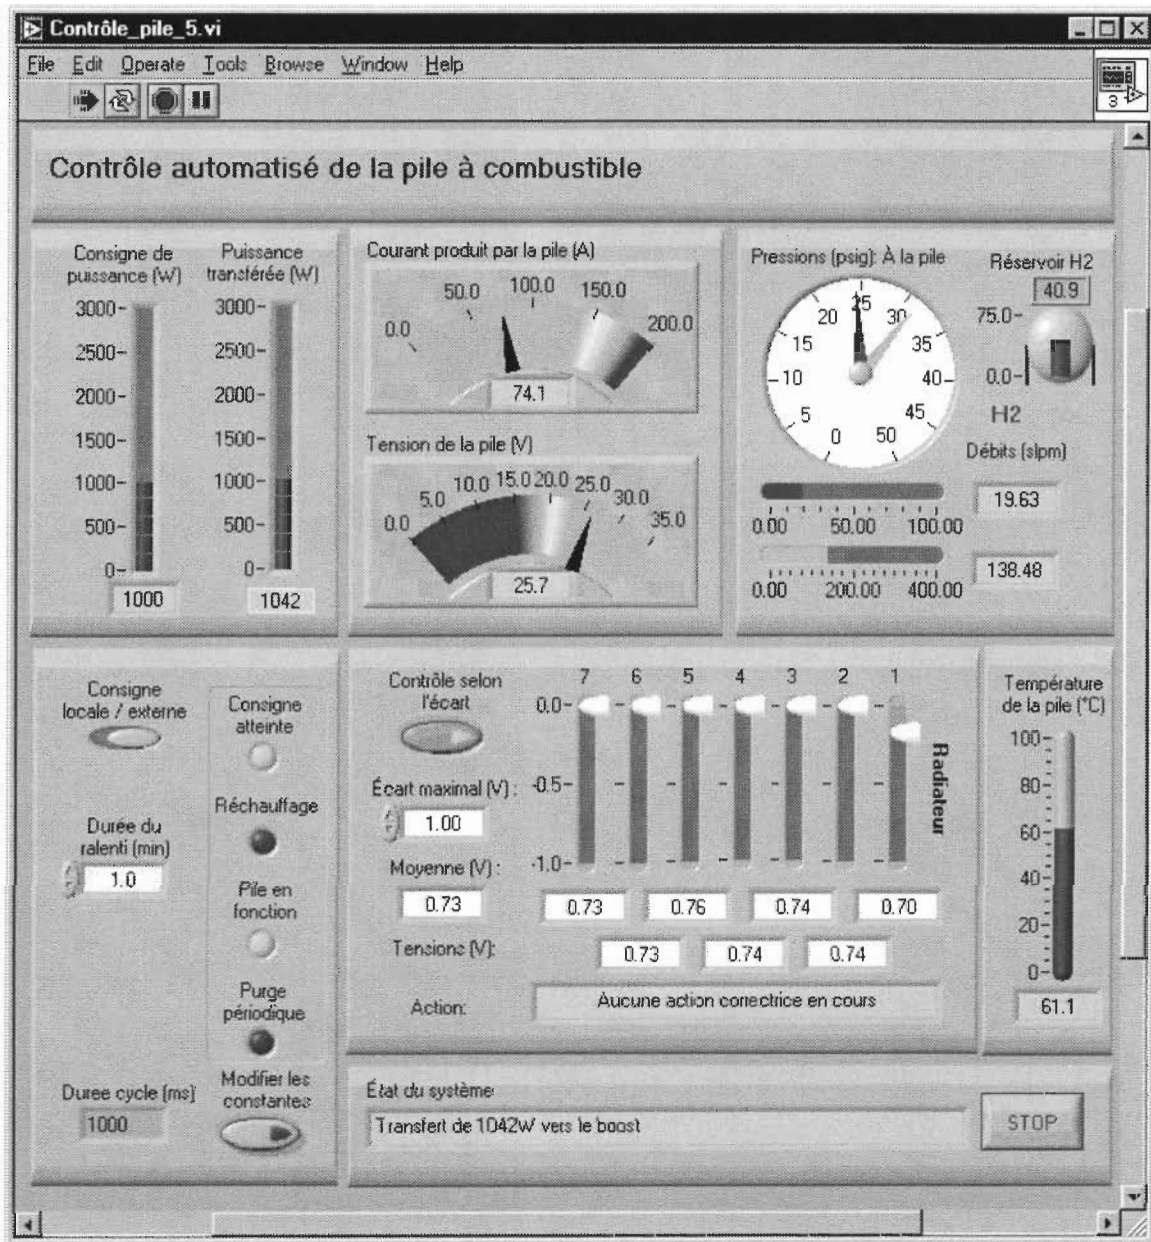 Contrôle_pile_5.vi
File Edit Operate Tools Browse Window Help
3
Contrôle automatisé de la pile à combustible
Consigne de
puissance (W)
3000
2500
2000
1500
1000
500
0
1000
Puissance
transférée (W)
3000
2500
2000
1500
1000
500
0
1042
Courant produit par la pile (A)
0.0 50.0 100.0 150.0 200.0
74.1
Tension de la pile (V)
0.0 5.0 10.0 15.0 20.0 25.0 30.0 35.0
25.7
Pressions (psig): À la pile
0 5 10 15 20 25 30 35 40 45 50
Réservoir H2
40.9
75.0
0.0
H2
Débits (slpm)
0.00 50.00 100.00
19.63
0.00 200.00 400.00
138.48
Consigne
locale / externe
Durée du
ralenti (min)
1.0
Duree cycle (ms)
1000
Consigne
atteinte
Réchauffage
Pile en
fonction
Purge
périodique
Modifier les
constantes
Contrôle selon
l'écart
Écart maximal (V) :
1.00
Moyenne (V) :
0.73
7 6 5 4 3 2 1
0.0
-0.5
-1.0
Radiateur
0.73 0.76 0.74 0.70
Tensions (V):
0.73 0.74 0.74
Action:
Aucune action correctrice en cours
Température
de la pile (°C)
100
80
60
40
20
0
61.1
État du système
Transfert de 1042W vers le boost
STOP